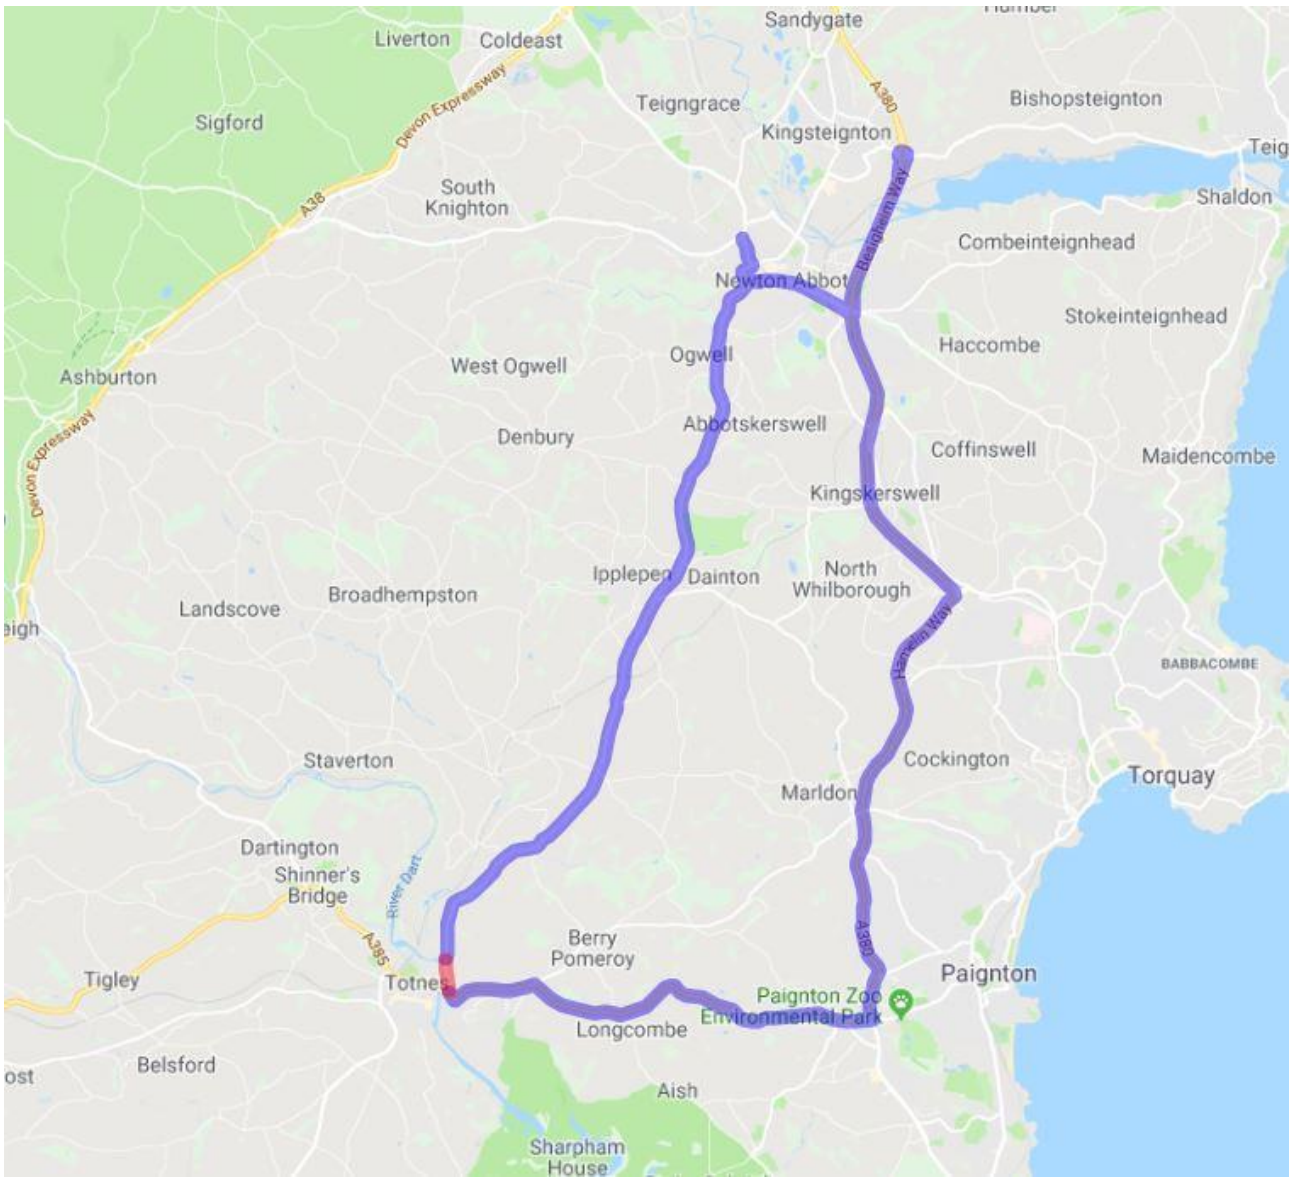 Sandygate
Liverton
Coldeast
Devon Expressway
A380
Teigngrace
Bishopsteignton
Sigford
Kingsteignton
Teig
South
Knighton
Besigheim Way
Shaldon
A38
Combeinteignhead
Newton Abbot
Stokeinteignhead
Haccombe
Ogwell
West Ogwell
Ashburton
Abbotskerswell
Denbury
Coffinswell
Maidencombe
Devon Expressway
Kingskerswell
Ipplepen
Dainton
North
Whilborough
Broadhempston
Landscove
eigh
Hamelin Way
BABBACOMBE
Staverton
Cockington
Torquay
Marldon
Dartington
Shinner's
Bridge
River Dart
A385
A380
Berry
Pomeroy
Tigley
Totnes
Paignton
Paignton Zoo
Environmental Park
Longcombe
Belsford
ost
Aish
Sharpham
House